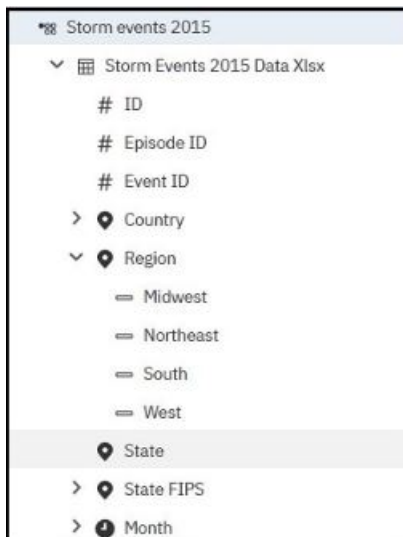 Storm events 2015
Storm Events 2015 Data Xlsx
# ID
# Episode ID
# Event ID
Country
Region
Midwest
Northeast
South
West
State
State FIPS
Month